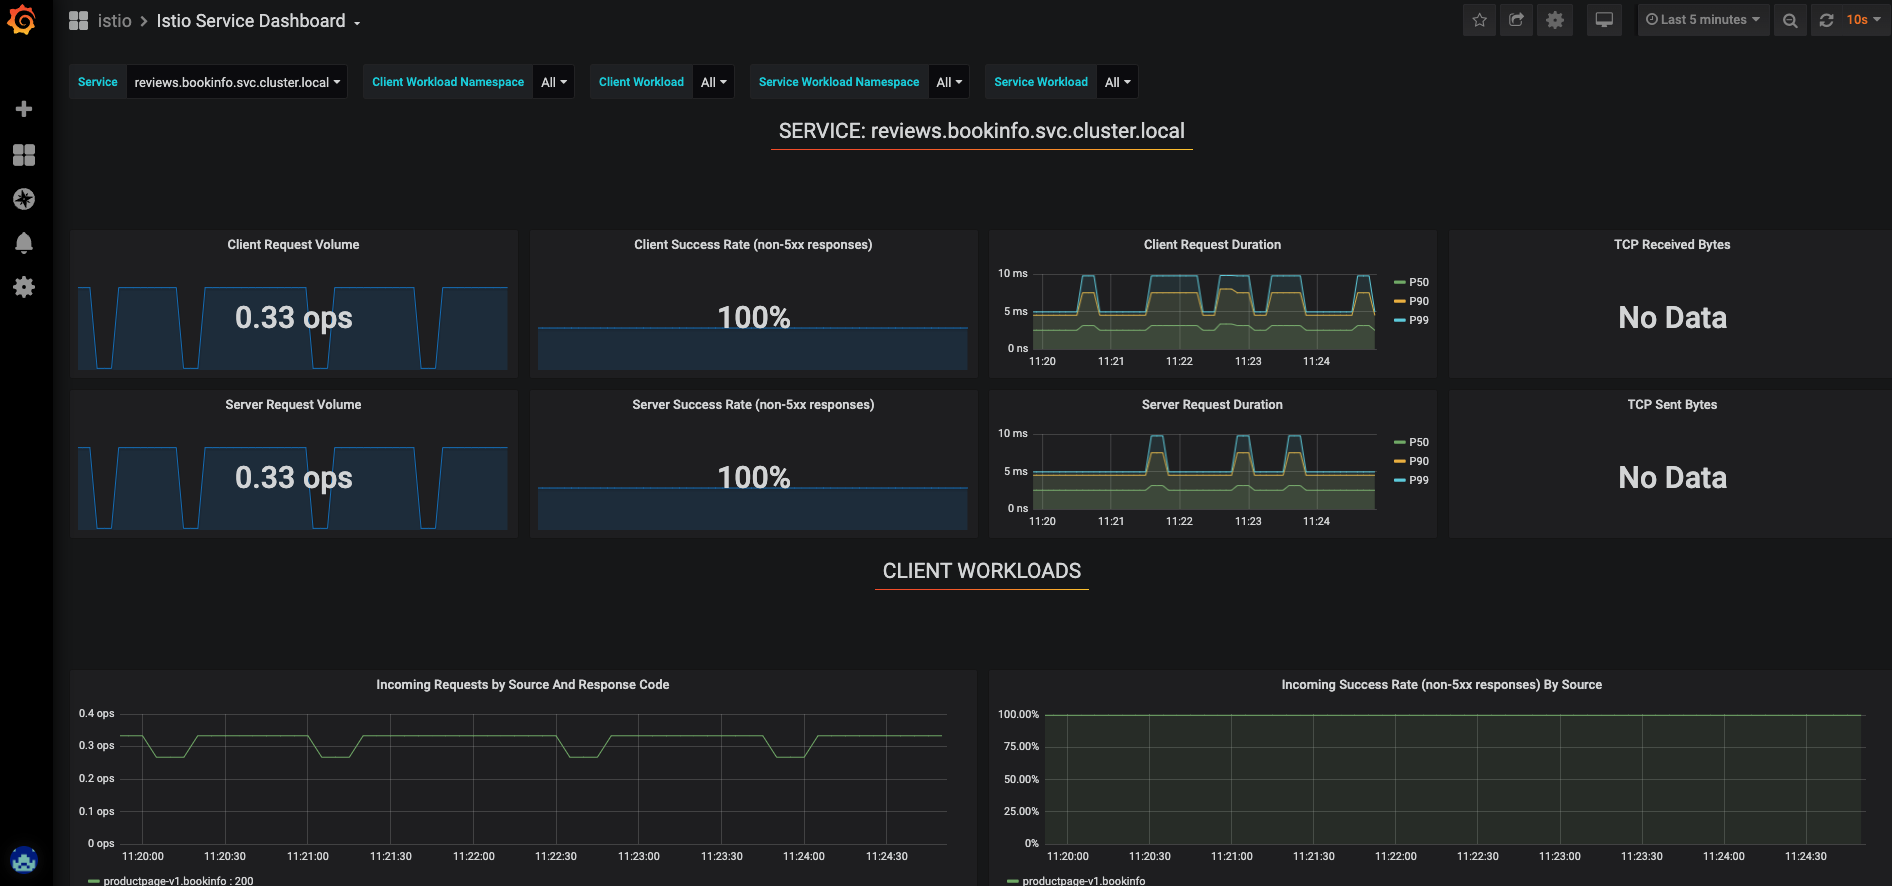 istio > Istio Service Dashboard
Last 5 minutes
10s
Service reviews.bookinfo.svc.cluster.local
Client Workload Namespace All
Client Workload All
Service Workload Namespace All
Service Workload All
SERVICE: reviews.bookinfo.svc.cluster.local
Client Request Volume
0.33 ops
Client Success Rate (non-5xx responses)
100%
Client Request Duration
10 ms
5 ms
0 ns
11:20 11:21 11:22 11:23 11:24
P50
P90
P99
TCP Received Bytes
No Data
Server Request Volume
0.33 ops
Server Success Rate (non-5xx responses)
100%
Server Request Duration
10 ms
5 ms
0 ns
11:20 11:21 11:22 11:23 11:24
P50
P90
P99
TCP Sent Bytes
No Data
CLIENT WORKLOADS
Incoming Requests by Source And Response Code
0.4 ops
0.3 ops
0.2 ops
0.1 ops
0 ops
11:20:00 11:20:30 11:21:00 11:21:30 11:22:00 11:22:30 11:23:00 11:23:30 11:24:00 11:24:30
productpage-v1.bookinfo : 200
Incoming Success Rate (non-5xx responses) By Source
100.00%
75.00%
50.00%
25.00%
0%
11:20:00 11:20:30 11:21:00 11:21:30 11:22:00 11:22:30 11:23:00 11:23:30 11:24:00 11:24:30
productpage-v1.bookinfo